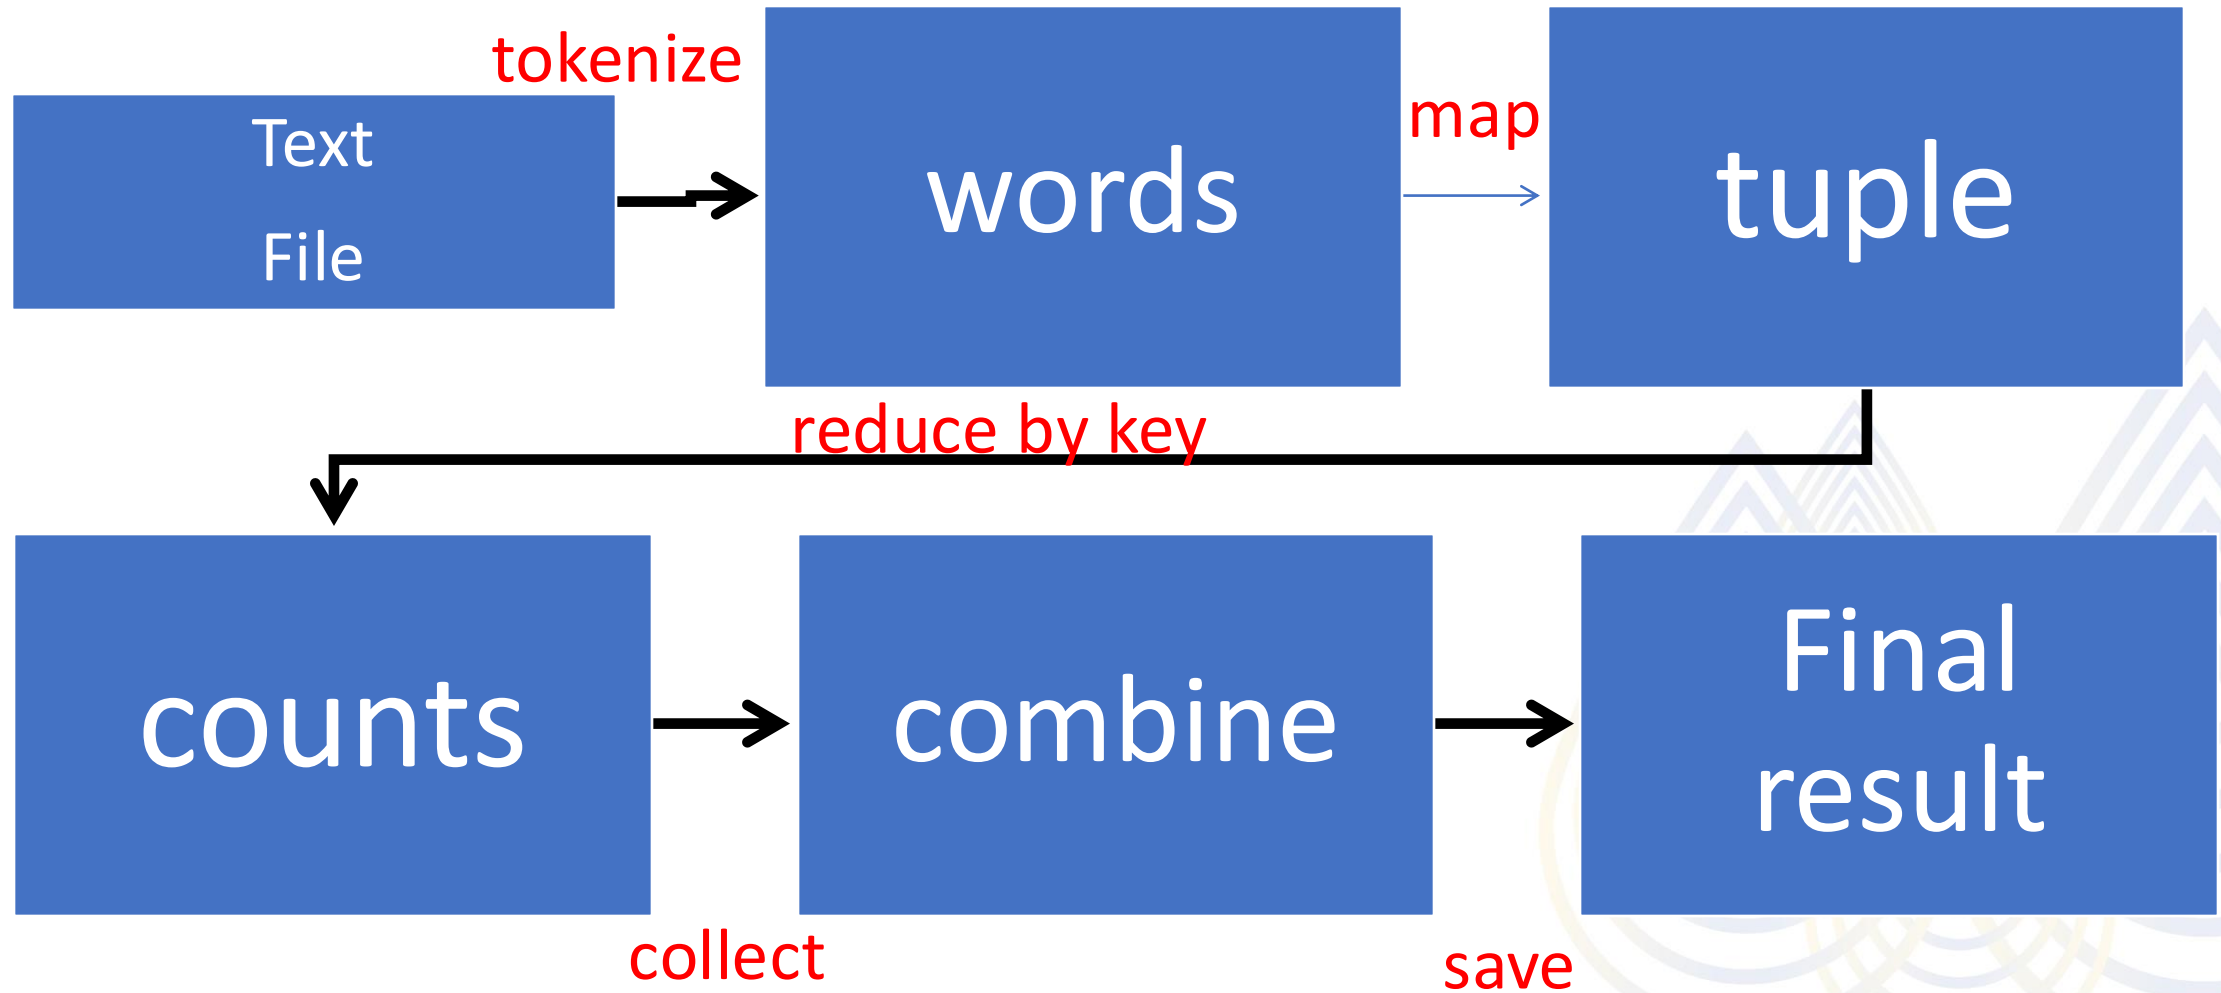 tokenize
Text
File
words
map
tuple
reduce by key
counts
combine
Final
result
collect
save